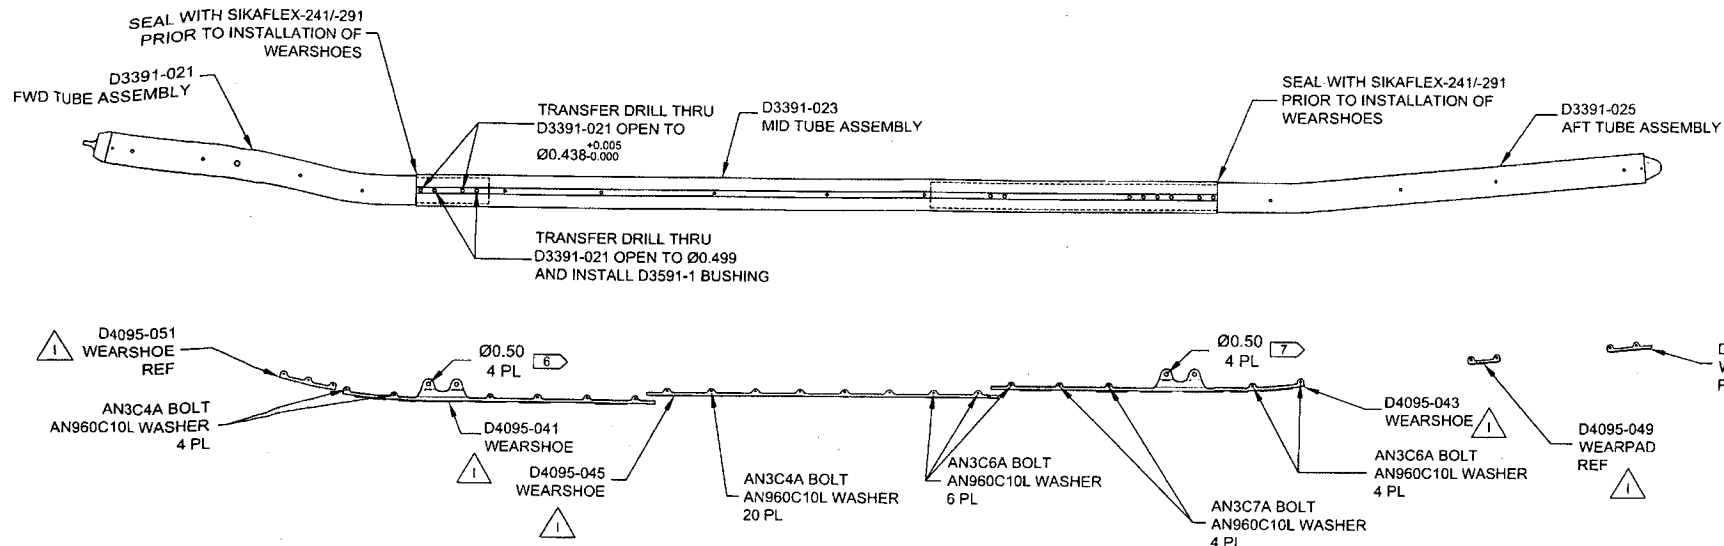 SEAL WITH SIKAFLEX-241/-291
PRIOR TO INSTALLATION OF
WEARSHOES
D3391-021
FWD TUBE ASSEMBLY
TRANSFER DRILL THRU
D3391-021 OPEN TO
Ø0.438 +0.005 -0.000
D3391-023
MID TUBE ASSEMBLY
SEAL WITH SIKAFLEX-241/-291
PRIOR TO INSTALLATION OF
WEARSHOES
D3391-025
AFT TUBE ASSEMBLY
TRANSFER DRILL THRU
D3391-021 OPEN TO Ø0.499
AND INSTALL D3591-1 BUSHING
1
D4095-051
WEARSHOE
REF
Ø0.50
4 PL
6
Ø0.50
4 PL
7
AN3C4A BOLT
AN960C10L WASHER
4 PL
D4095-041
WEARSHOE
1
D4095-045
WEARSHOE
1
AN3C4A BOLT
AN960C10L WASHER
20 PL
AN3C6A BOLT
AN960C10L WASHER
6 PL
AN3C7A BOLT
AN960C10L WASHER
4 PL
D4095-043
WEARSHOE
1
AN3C6A BOLT
AN960C10L WASHER
4 PL
D4095-049
WEARPAD
REF
1